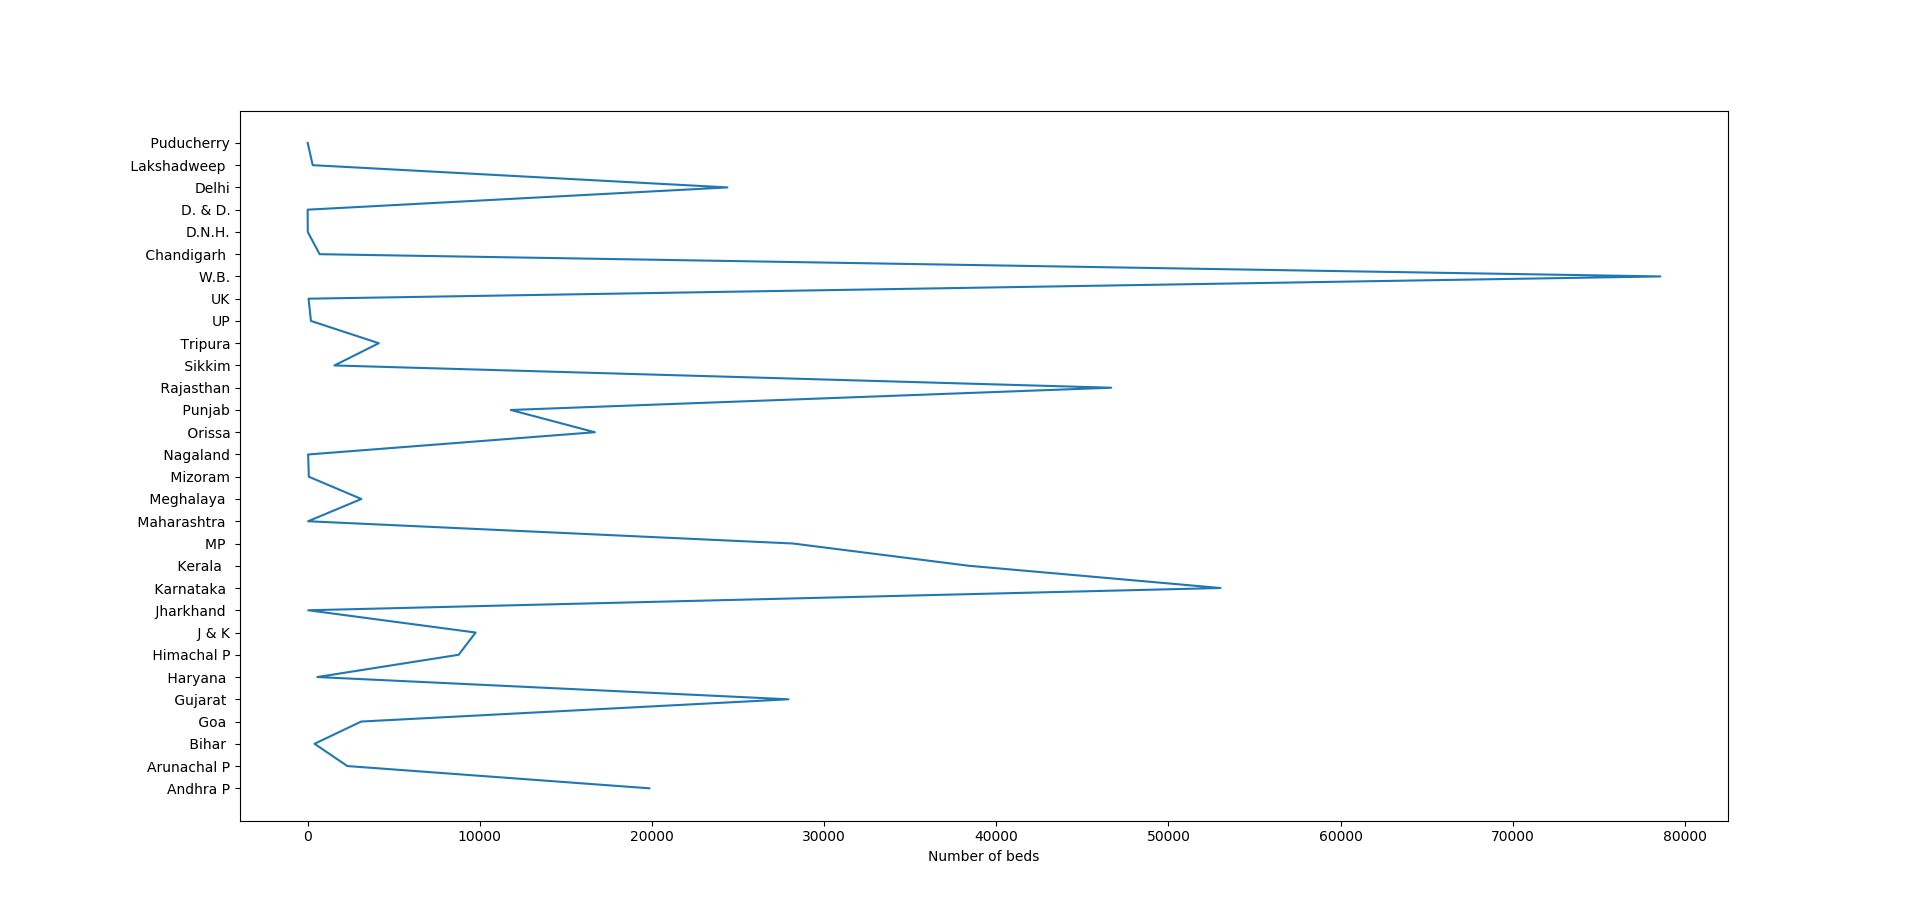 Puducherry
Lakshadweep
Delhi
D. & D.
D.N.H.
Chandigarh
W.B.
UK
UP
Tripura
Sikkim
Rajasthan
Punjab
Orissa
Nagaland
Mizoram
Meghalaya
Maharashtra
MP
Kerala
Karnataka
Jharkhand
J & K
Himachal P
Haryana
Gujarat
Goa
Bihar
Arunachal P
Andhra P
0 10000 20000 30000 40000 50000 60000 70000 80000
Number of beds